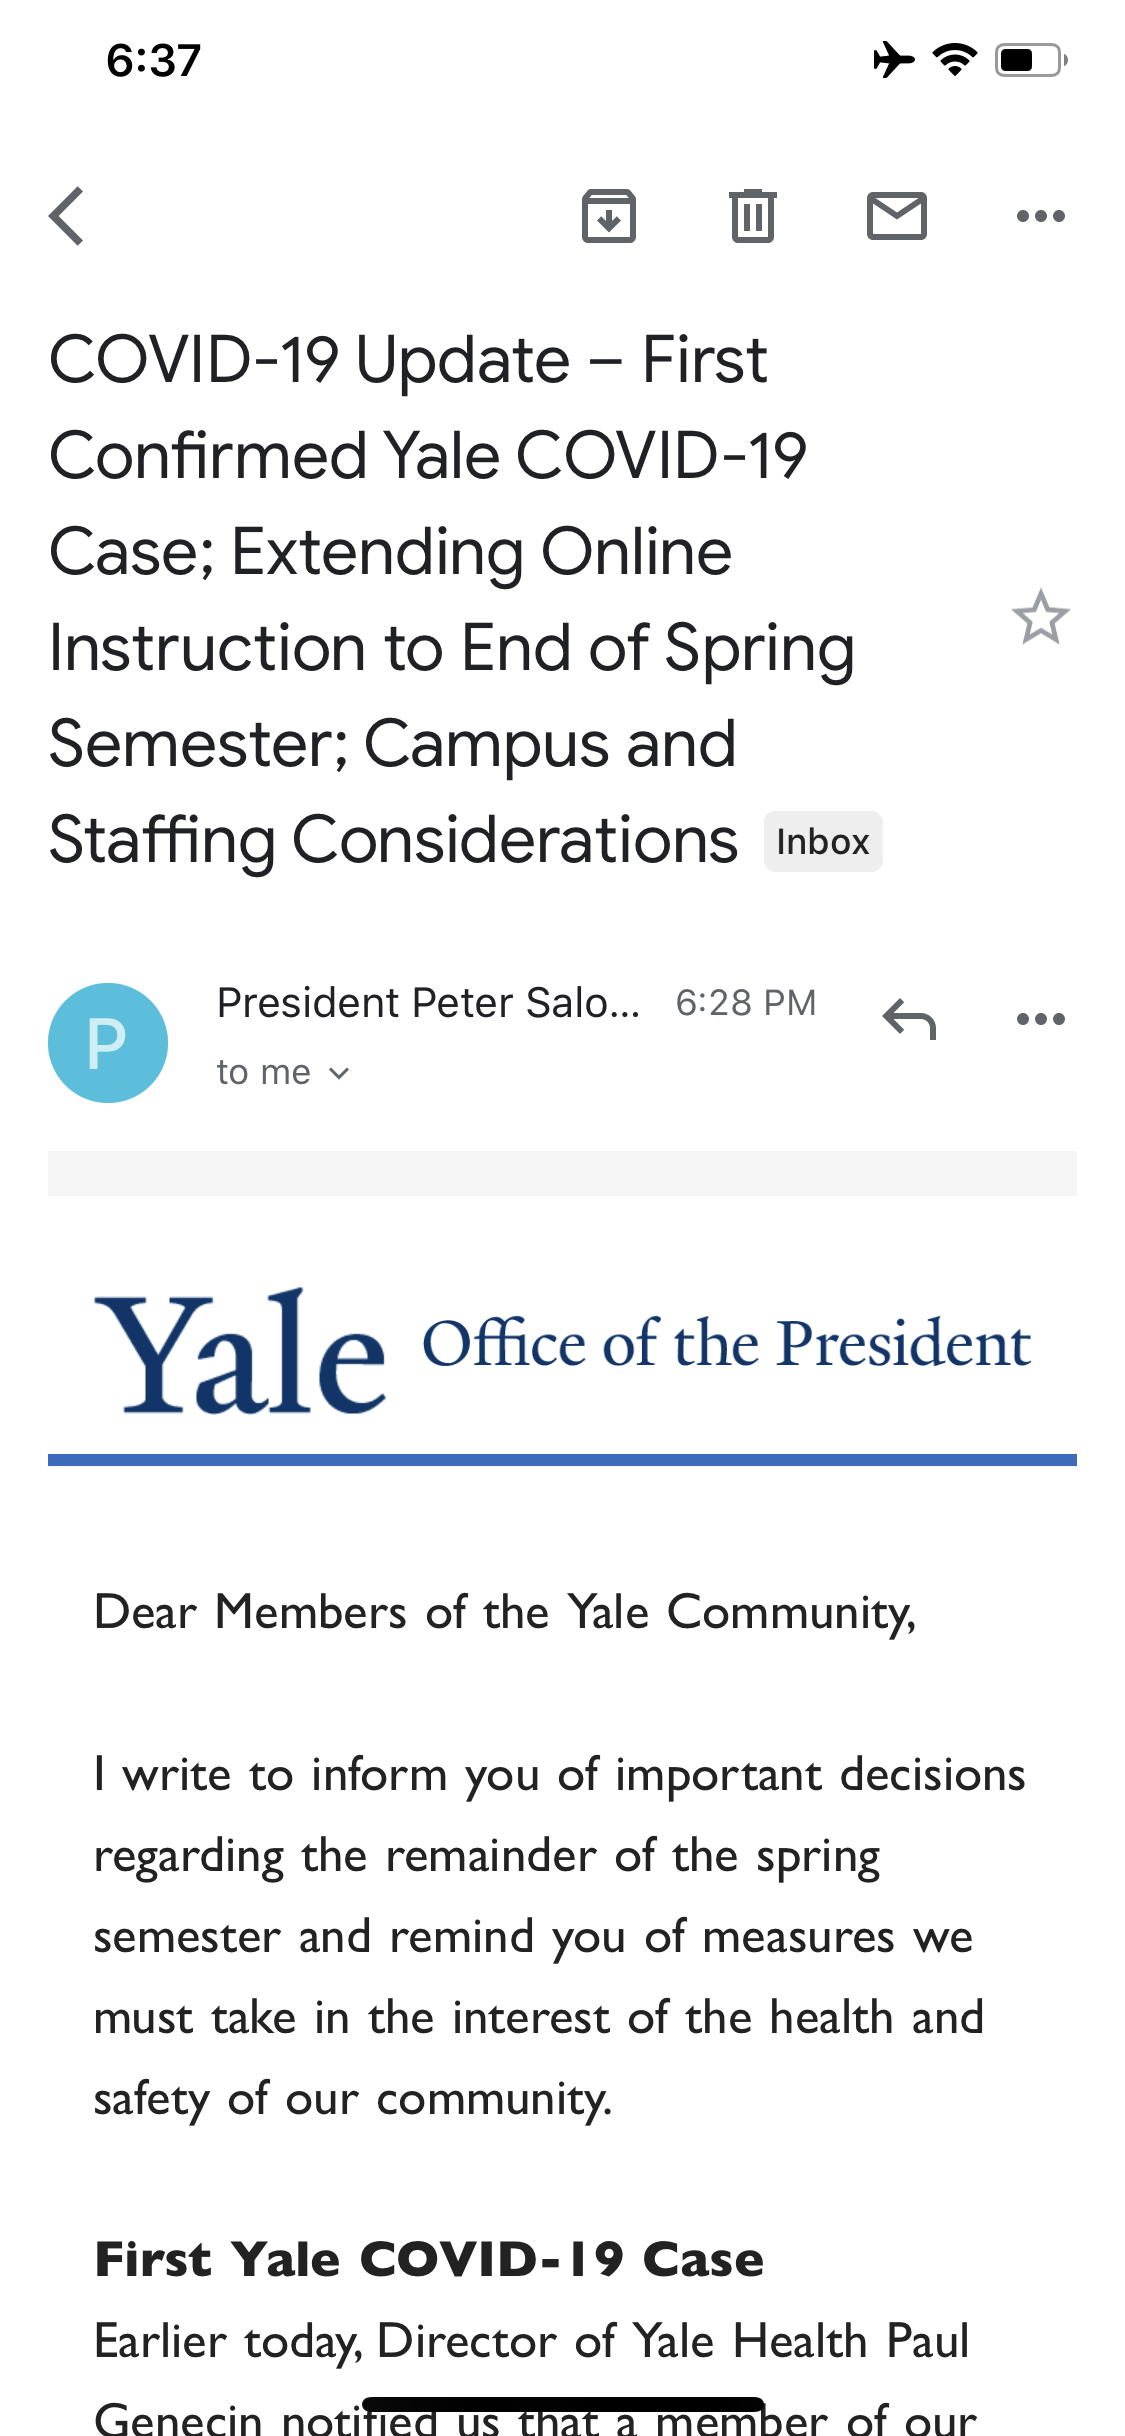 6:37
COVID-19 Update – First
Confirmed Yale COVID-19
Case; Extending Online
Instruction to End of Spring
Semester; Campus and
Staffing Considerations Inbox
P
President Peter Salo... 6:28 PM
to me
Yale Office of the President
Dear Members of the Yale Community,
I write to inform you of important decisions
regarding the remainder of the spring
semester and remind you of measures we
must take in the interest of the health and
safety of our community.
First Yale COVID-19 Case
Earlier today, Director of Yale Health Paul
Genecin notified us that a member of our